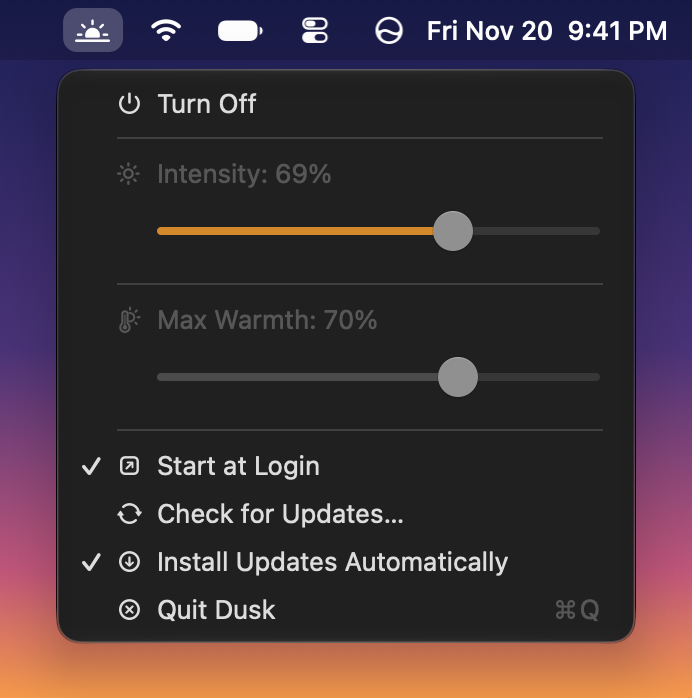 Fri Nov 20 9:41 PM
Turn Off
Intensity: 69%
Max Warmth: 70%
Start at Login
Check for Updates...
Install Updates Automatically
Quit Dusk ⌘Q